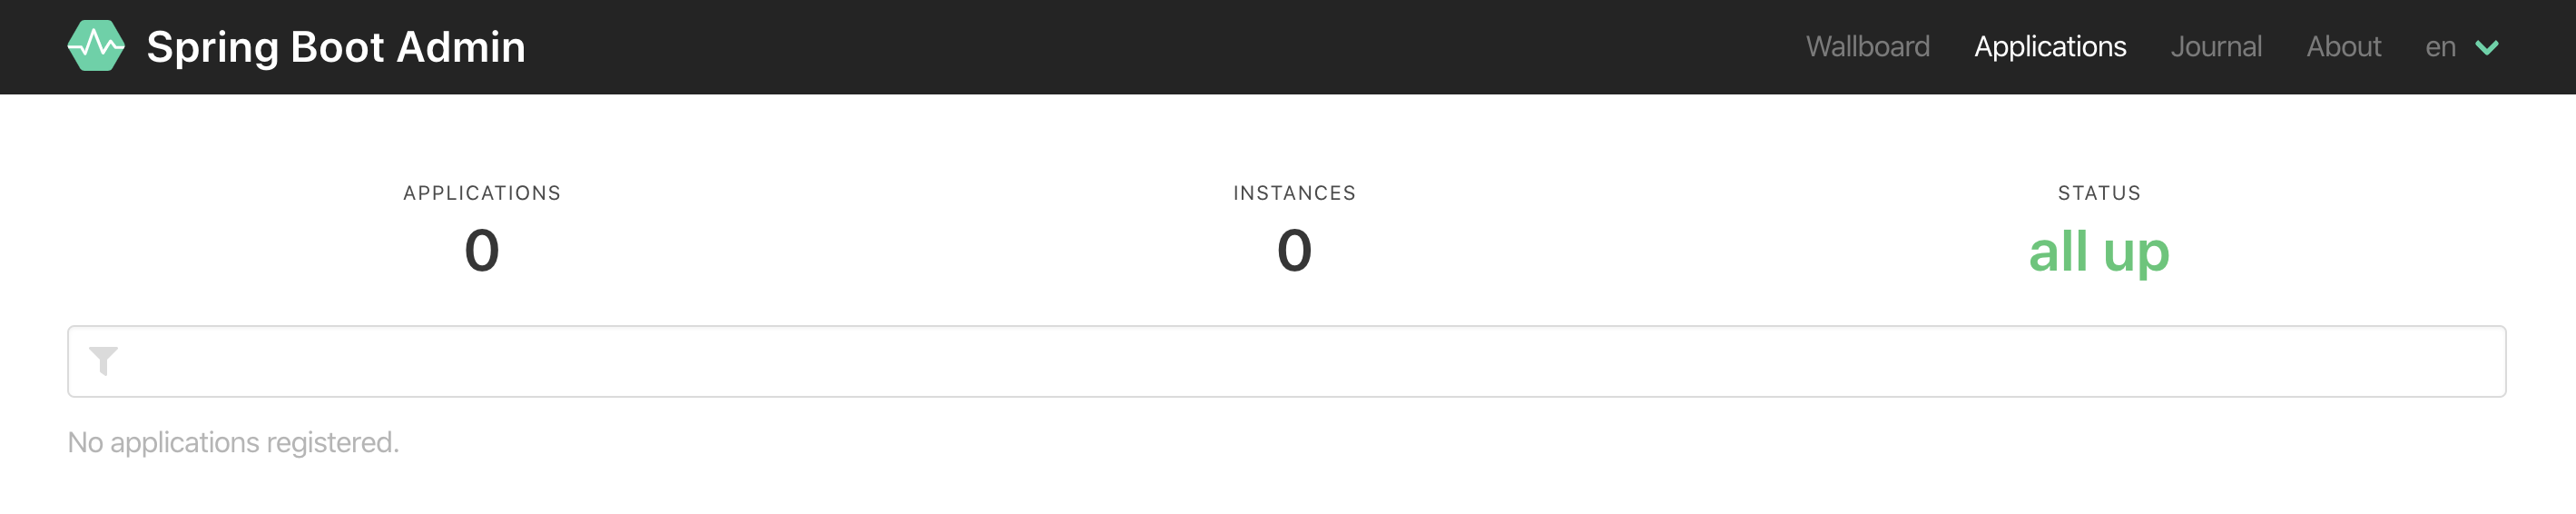 Spring Boot Admin
Wallboard Applications Journal About en
APPLICATIONS INSTANCES STATUS
0 0 all up
No applications registered.